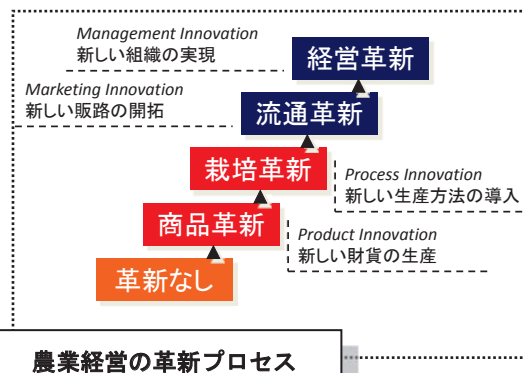 Management Innovation
新しい組織の実現
経営革新
Marketing Innovation
新しい販路の開拓
流通革新
栽培革新
Process Innovation
新しい生産方法の導入
商品革新
Product Innovation
新しい財貨の生産
革新なし
農業経営の革新プロセス